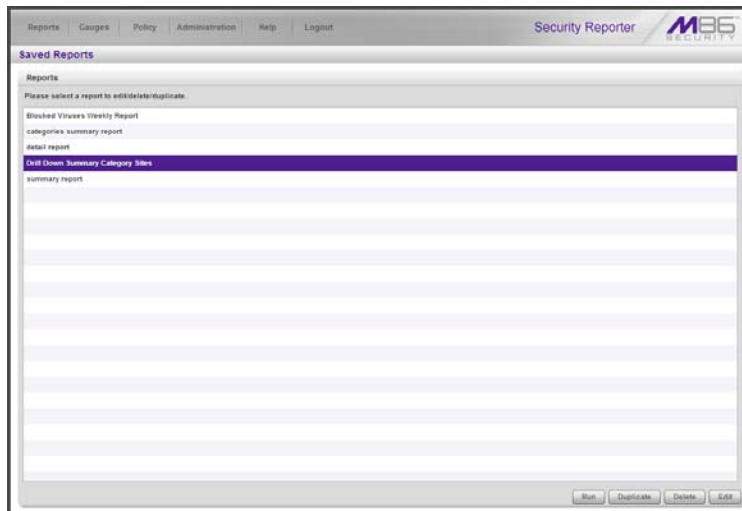 Reports Gauges Policy Administration Help Logout Security Reporter M86 SECURITY
Saved Reports
Reports
Please select a report to edit/delete/duplicate.
Blocked Viruses Weekly Report
categories summary report
detail report
Drill Down Summary Category Sites
summary report
Run Duplicate Delete Edit